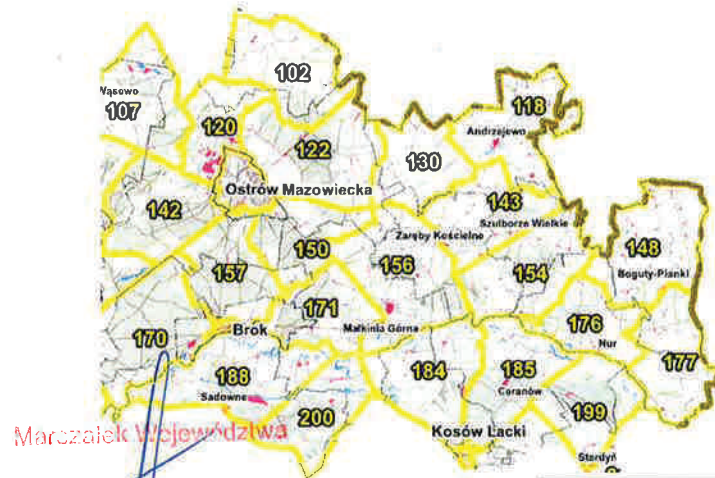 102
Wąsowo
107
118
120
Andrzejewo
122
130
Ostrów Mazowiecka
142
143
Szulborze Wielkie
Zaręby Kościelne
150
148
156
154
Boguty-Pianki
157
171
176
170
Brok
Małkinia Górna
Nur
177
188
184
185
Sadowne
Ceranów
199
200
Marszałek Województwa
Kosów Lacki
Sterdyń